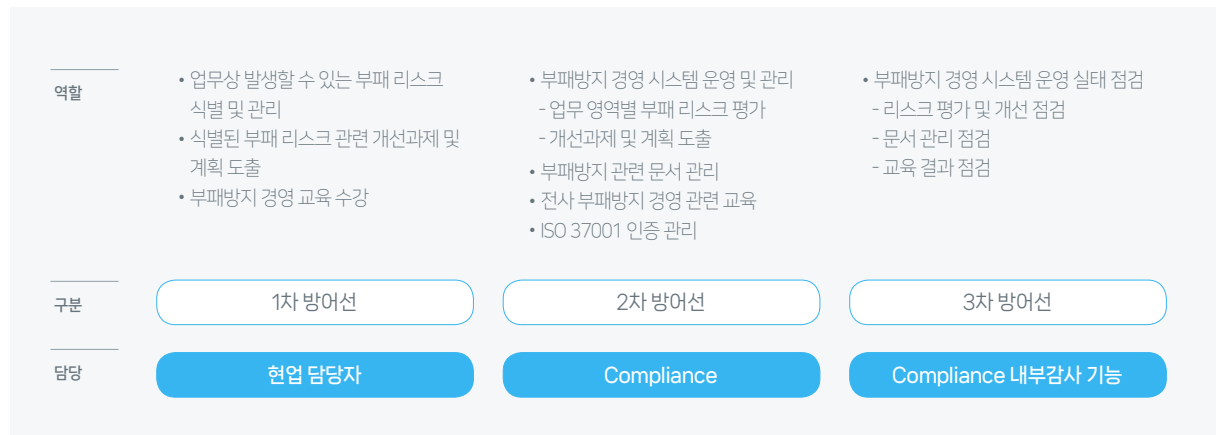 역할
• 업무상 발생할 수 있는 부패 리스크
식별 및 관리
• 식별된 부패 리스크 관련 개선과제 및
계획 도출
• 부패방지 경영 교육 수강
• 부패방지 경영 시스템 운영 및 관리
- 업무 영역별 부패 리스크 평가
- 개선과제 및 계획 도출
• 부패방지 관련 문서 관리
• 전사 부패방지 경영 관련 교육
• ISO 37001 인증 관리
• 부패방지 경영 시스템 운영 실태 점검
- 리스크 평가 및 개선 점검
- 문서 관리 점검
- 교육 결과 점검
구분
1차 방어선
2차 방어선
3차 방어선
담당
현업 담당자
Compliance
Compliance 내부감사 기능